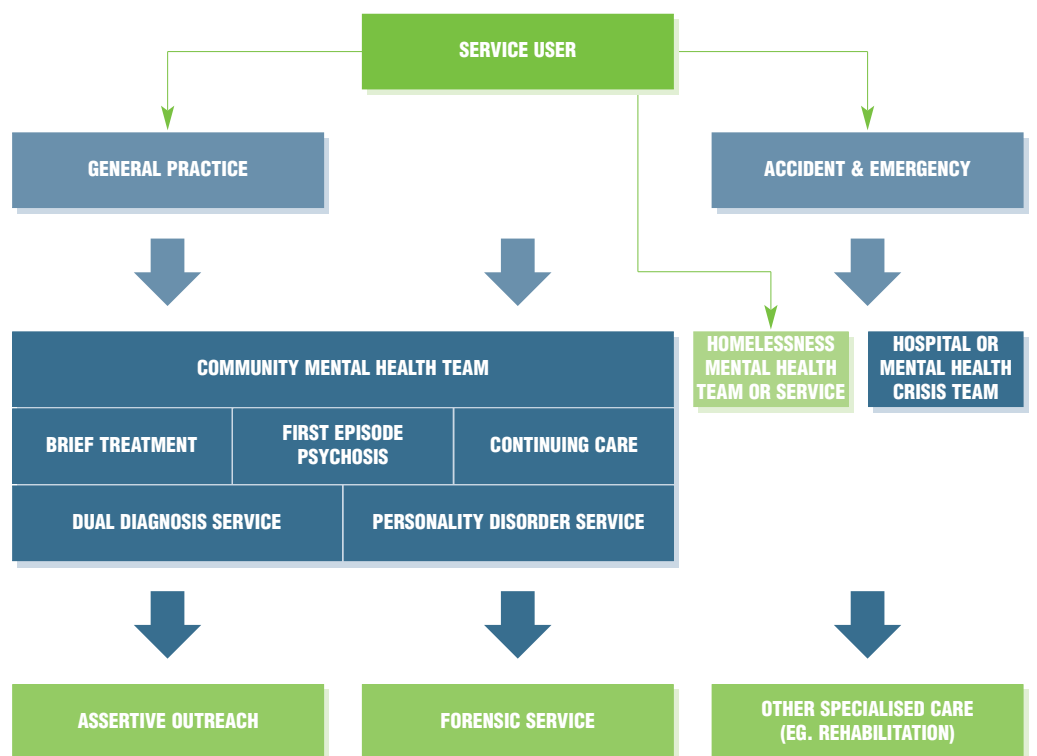 SERVICE USER
GENERAL PRACTICE
ACCIDENT & EMERGENCY
COMMUNITY MENTAL HEALTH TEAM
HOMELESSNESS
MENTAL HEALTH
TEAM OR SERVICE
HOSPITAL OR
MENTAL HEALTH
CRISIS TEAM
BRIEF TREATMENT
FIRST EPISODE
PSYCHOSIS
CONTINUING CARE
DUAL DIAGNOSIS SERVICE
PERSONALITY DISORDER SERVICE
ASSERTIVE OUTREACH
FORENSIC SERVICE
OTHER SPECIALISED CARE
(EG. REHABILITATION)